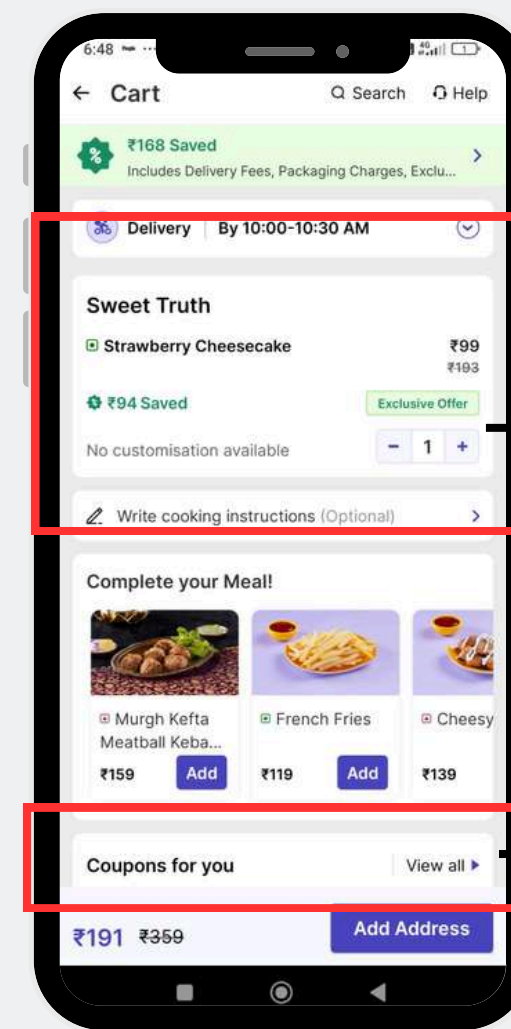 6:48
← Cart Search Help
₹168 Saved
Includes Delivery Fees, Packaging Charges, Exclu...
Delivery | By 10:00-10:30 AM
Sweet Truth
Strawberry Cheesecake ₹99
₹193
₹94 Saved Exclusive Offer
No customisation available - 1 +
Write cooking instructions (Optional)
Complete your Meal!
Murgh Kefta French Fries Cheesy
Meatball Keba...
₹159 Add ₹119 Add ₹139
Coupons for you View all
₹191 ₹359 Add Address